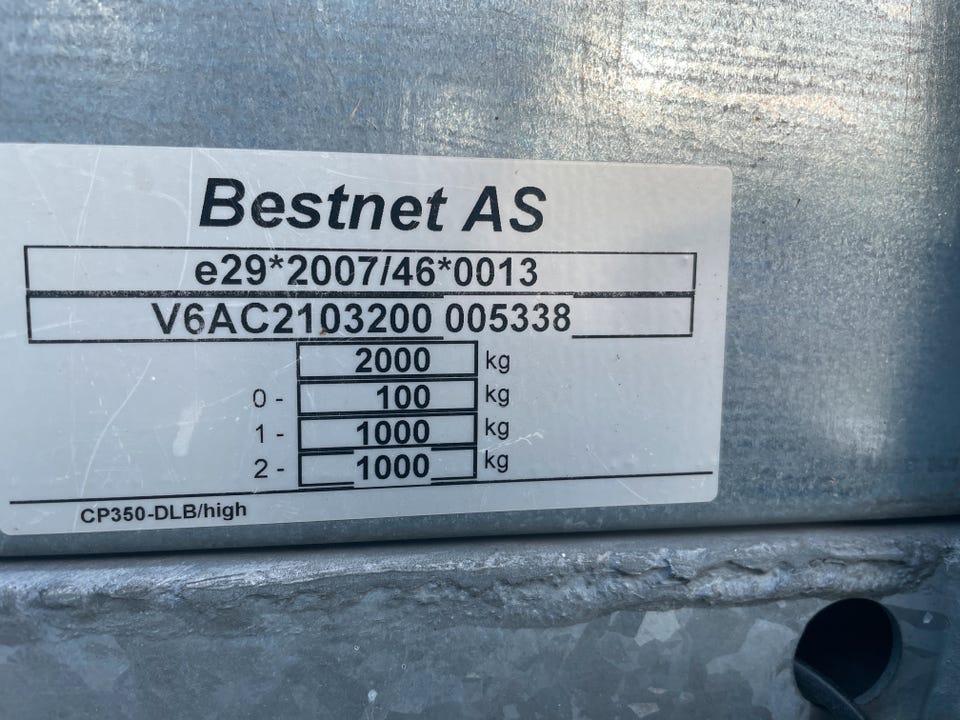 Bestnet AS
e29*2007/46*0013
V6AC2103200 005338
2000 kg
0- 100 kg
1- 1000 kg
2- 1000 kg
CP350-DLB/high